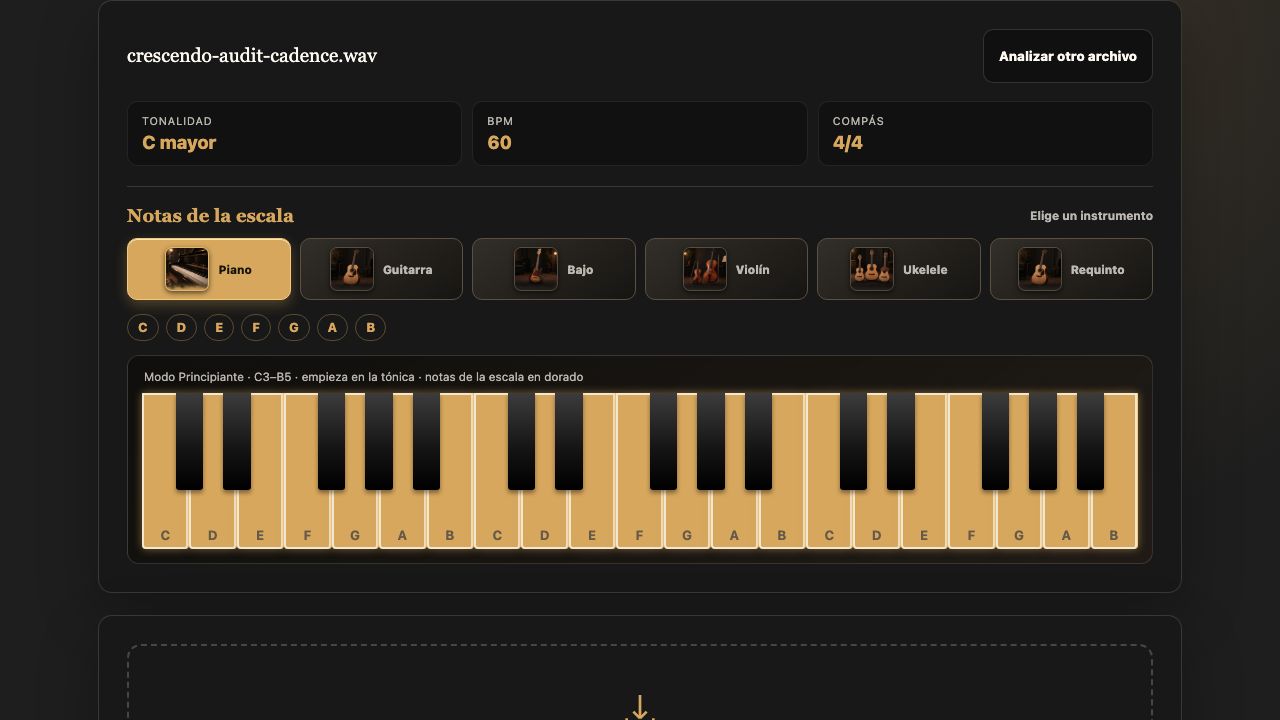 crescendo-audit-cadence.wav
Analizar otro archivo
TONALIDAD
C mayor
BPM
60
COMPÁS
4/4
Notas de la escala
Elige un instrumento
Piano
Guitarra
Bajo
Violín
Ukelele
Requinto
C D E F G A B
Modo Principiante · C3–B5 · empieza en la tónica · notas de la escala en dorado
C D E F G A B C D E F G A B C D E F G A B